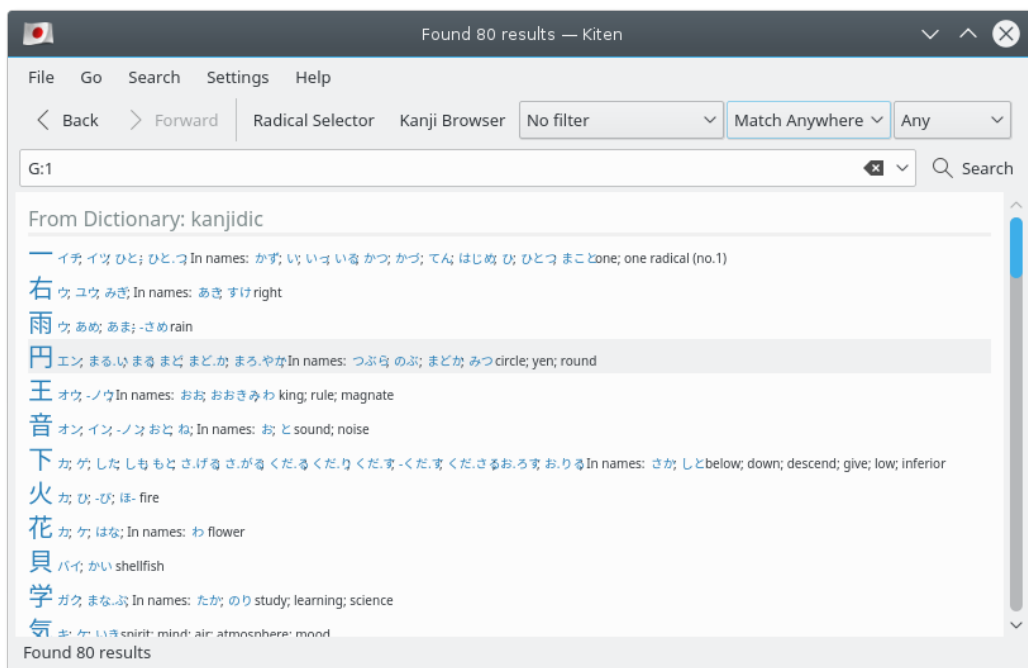 Found 80 results — Kiten
File Go Search Settings Help
Back Forward Radical Selector Kanji Browser No filter Match Anywhere Any
G:1 Search
From Dictionary: kanjidic
一 イチ; イツ; ひと-; ひと.つ; In names: かず; い; いっ; いる; かつ; かづ; てん; はじめ; ひ; ひとつ; まこと one; one radical (no.1)
右 ウ; ユウ; みぎ; In names: あき; すけ right
雨 ウ; あめ; あま-; -さめ rain
円 エン; まる.い; まる; まど; まど.か; まろ.やか; In names: つぶら; のぶ; まどか; みつ circle; yen; round
王 オウ; -ノウ; In names: おお; おおきみ; わ king; rule; magnate
音 オン; イン; -ノン; おと; ね; In names: お; と sound; noise
下 カ; ゲ; した; しも; もと; さ.げる; さ.がる; くだ.る; くだ.り; くだ.す; -くだ.す; くだ.さる; お.ろす; お.りる; In names: さか; しと below; down; descend; give; low; inferior
火 カ; ひ; -び; ほ- fire
花 カ; ケ; はな; In names: わ flower
貝 バイ; かい shellfish
学 ガク; まな.ぶ; In names: たか; のり study; learning; science
気 キ; ケ; いき spirit; mind; air; atmosphere; mood
Found 80 results